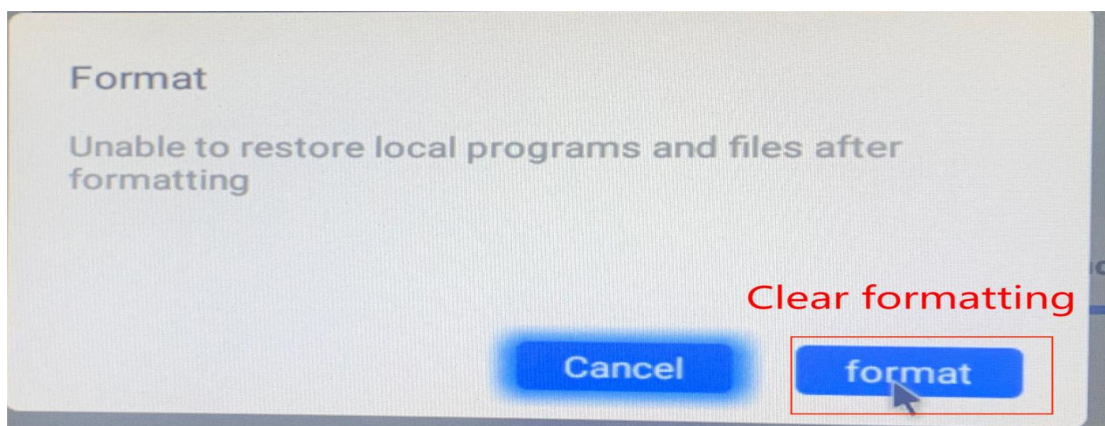 Format
Unable to restore local programs and files after
formatting
Clear formatting
Cancel
format